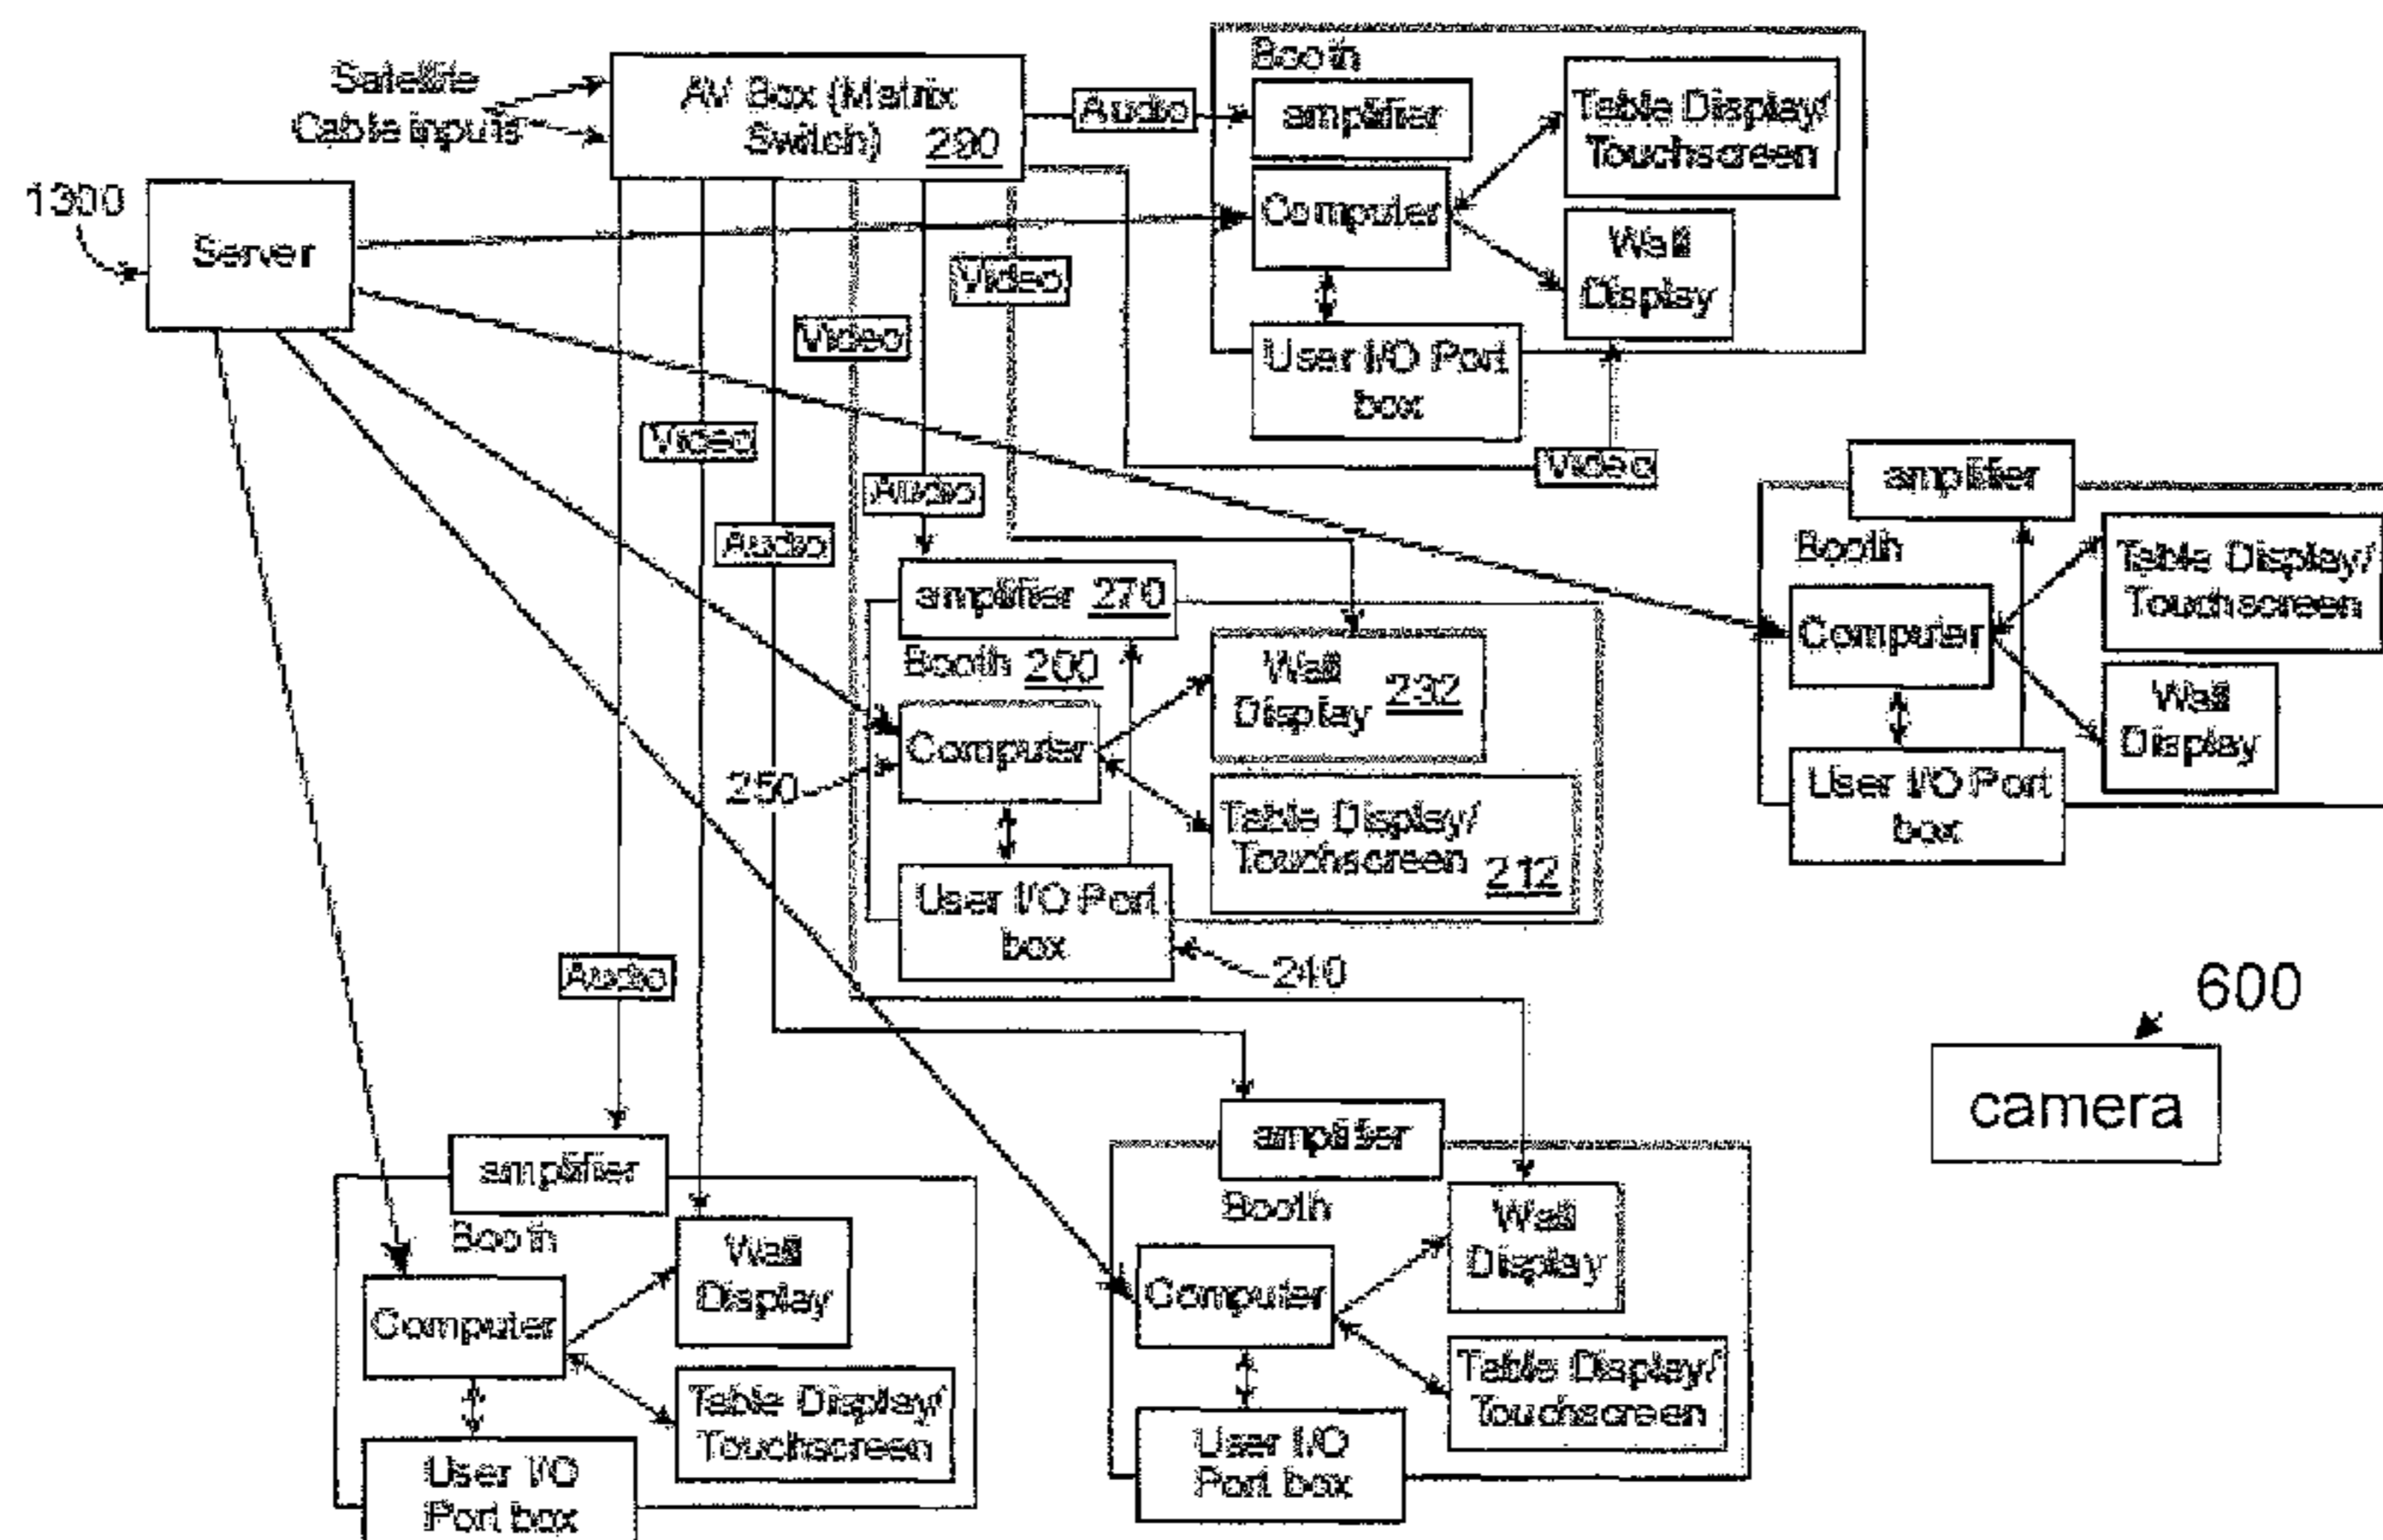 Satellite
Cable inputs
AV Box (Matrix
Switch) 290
1300
Server
Audio
Booth
amplifier
Computer
Table Display/
Touchscreen
Wall
Display
User I/O Port
box
Video
Video
Video
Video
Audio
Audio
Audio
amplifier 270
Booth 200
Computer
250
Wall
Display 232
Table Display/
Touchscreen 212
User I/O Port
box
240
amplifier
Booth
Computer
Table Display/
Touchscreen
Wall
Display
User I/O Port
box
600
camera
amplifier
Booth
Computer
Wall
Display
Table Display/
Touchscreen
User I/O
Port box
amplifier
Booth
Computer
Wall
Display
Table Display/
Touchscreen
User I/O
Port box